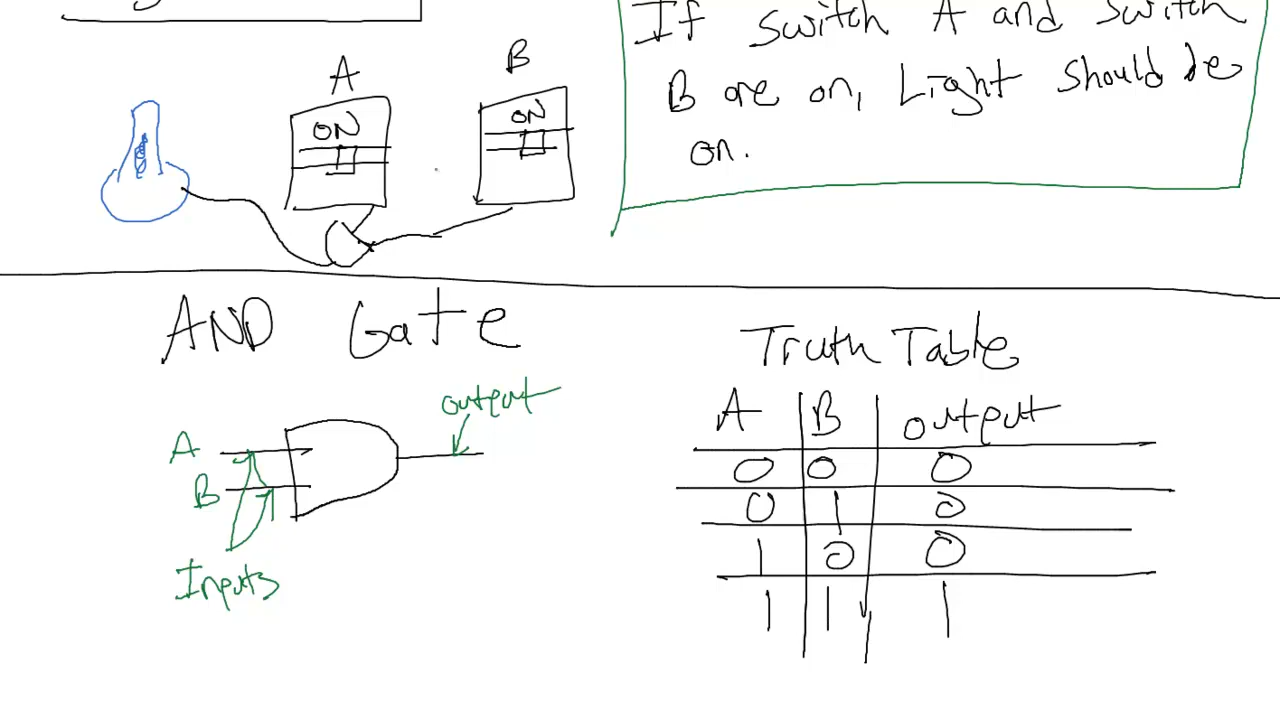 If switch A and switch
B are on, Light should be
on.
A
B
ON
ON
AND Gate
Truth Table
output
A
B
Inputs
A B output
0 0 0
0 1 0
1 0 0
1 1 1